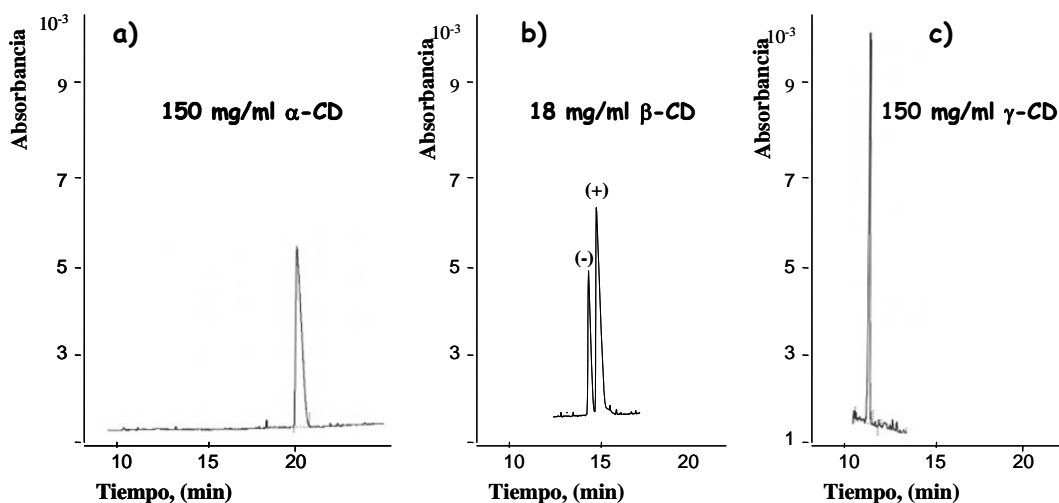 a)
10-3
Absorbancia
9
7
5
3
150 mg/ml α-CD
10
15
20
Tiempo, (min)
b)
10-3
Absorbancia
9
7
5
3
18 mg/ml β-CD
(+)
(-)
10
15
20
Tiempo, (min)
c)
10-3
Absorbancia
9
7
5
3
1
150 mg/ml γ-CD
10
15
20
Tiempo, (min)